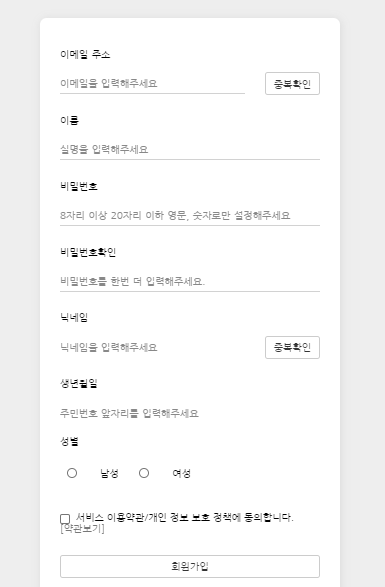 이메일 주소
이메일을 입력해주세요 중복확인
이름
실명을 입력해주세요
비밀번호
8자리 이상 20자리 이하 영문, 숫자로만 설정해주세요
비밀번호확인
비밀번호를 한번 더 입력해주세요.
닉네임
닉네임을 입력해주세요 중복확인
생년월일
주민번호 앞자리를 입력해주세요
성별
남성 여성
서비스 이용약관/개인 정보 보호 정책에 동의합니다.
[약관보기]
회원가입